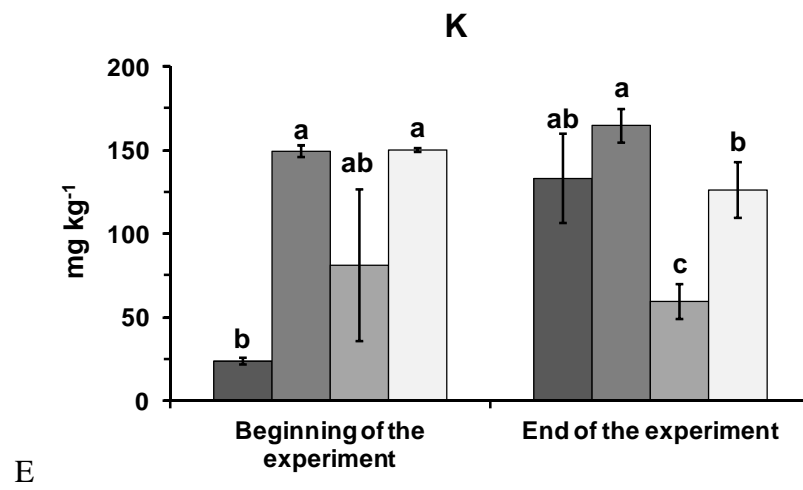 K
200
150
100
50
0
mg kg⁻¹
b
a
ab
a
ab
a
c
b
Beginning of the
experiment
End of the experiment
E